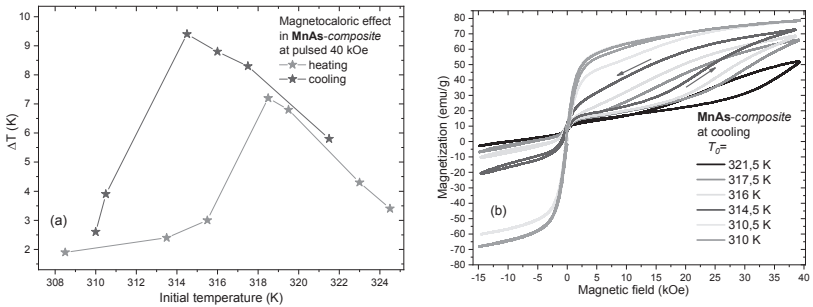 10
9
8
7
6
5
4
3
2
ΔT (K)
308 310 312 314 316 318 320 322 324
Initial temperature (K)
Magnetocaloric effect
in MnAs-composite
at pulsed 40 kOe
heating
cooling
(a)
80
70
60
50
40
30
20
10
0
-10
-20
-30
-40
-50
-60
-70
-80
Magnetization (emu/g)
-15 -10 -5 0 5 10 15 20 25 30 35 40
Magnetic field (kOe)
MnAs-composite
at cooling
T0=
321,5 K
317,5 K
316 K
314,5 K
310,5 K
310 K
(b)